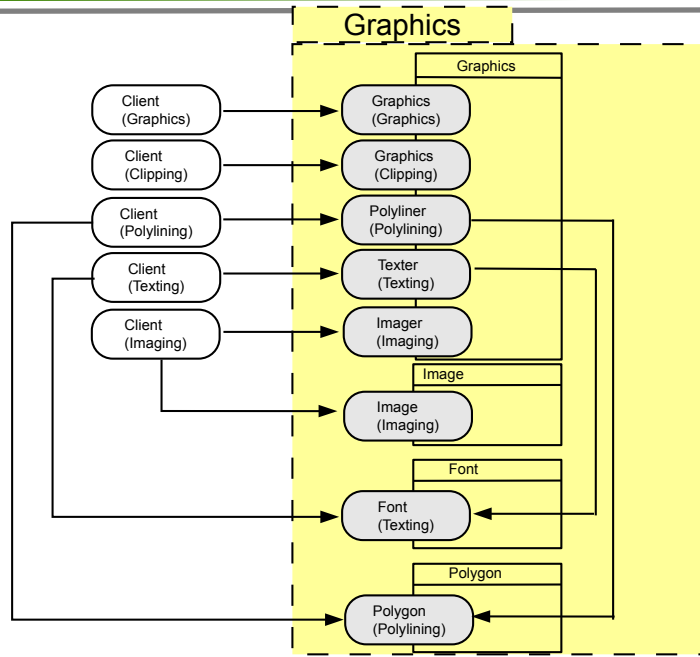 Graphics
Graphics
Client
(Graphics)
Graphics
(Graphics)
Client
(Clipping)
Graphics
(Clipping)
Client
(Polylining)
Polyliner
(Polylining)
Client
(Texting)
Texter
(Texting)
Client
(Imaging)
Imager
(Imaging)
Image
Image
(Imaging)
Font
Font
(Texting)
Polygon
Polygon
(Polylining)